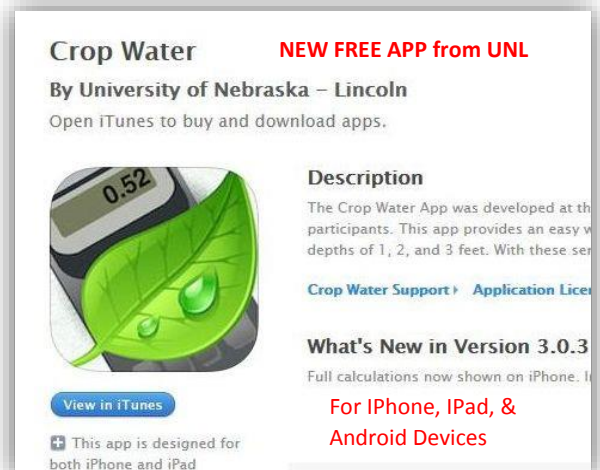 Crop Water
NEW FREE APP from UNL
By University of Nebraska – Lincoln
Open iTunes to buy and download apps.
0.52
Description
The Crop Water App was developed at th
participants. This app provides an easy w
depths of 1, 2, and 3 feet. With these ser
Crop Water Support
Application Licen
What's New in Version 3.0.3
Full calculations now shown on iPhone. I
View in iTunes
For IPhone, IPad, &
Android Devices
This app is designed for
both iPhone and iPad